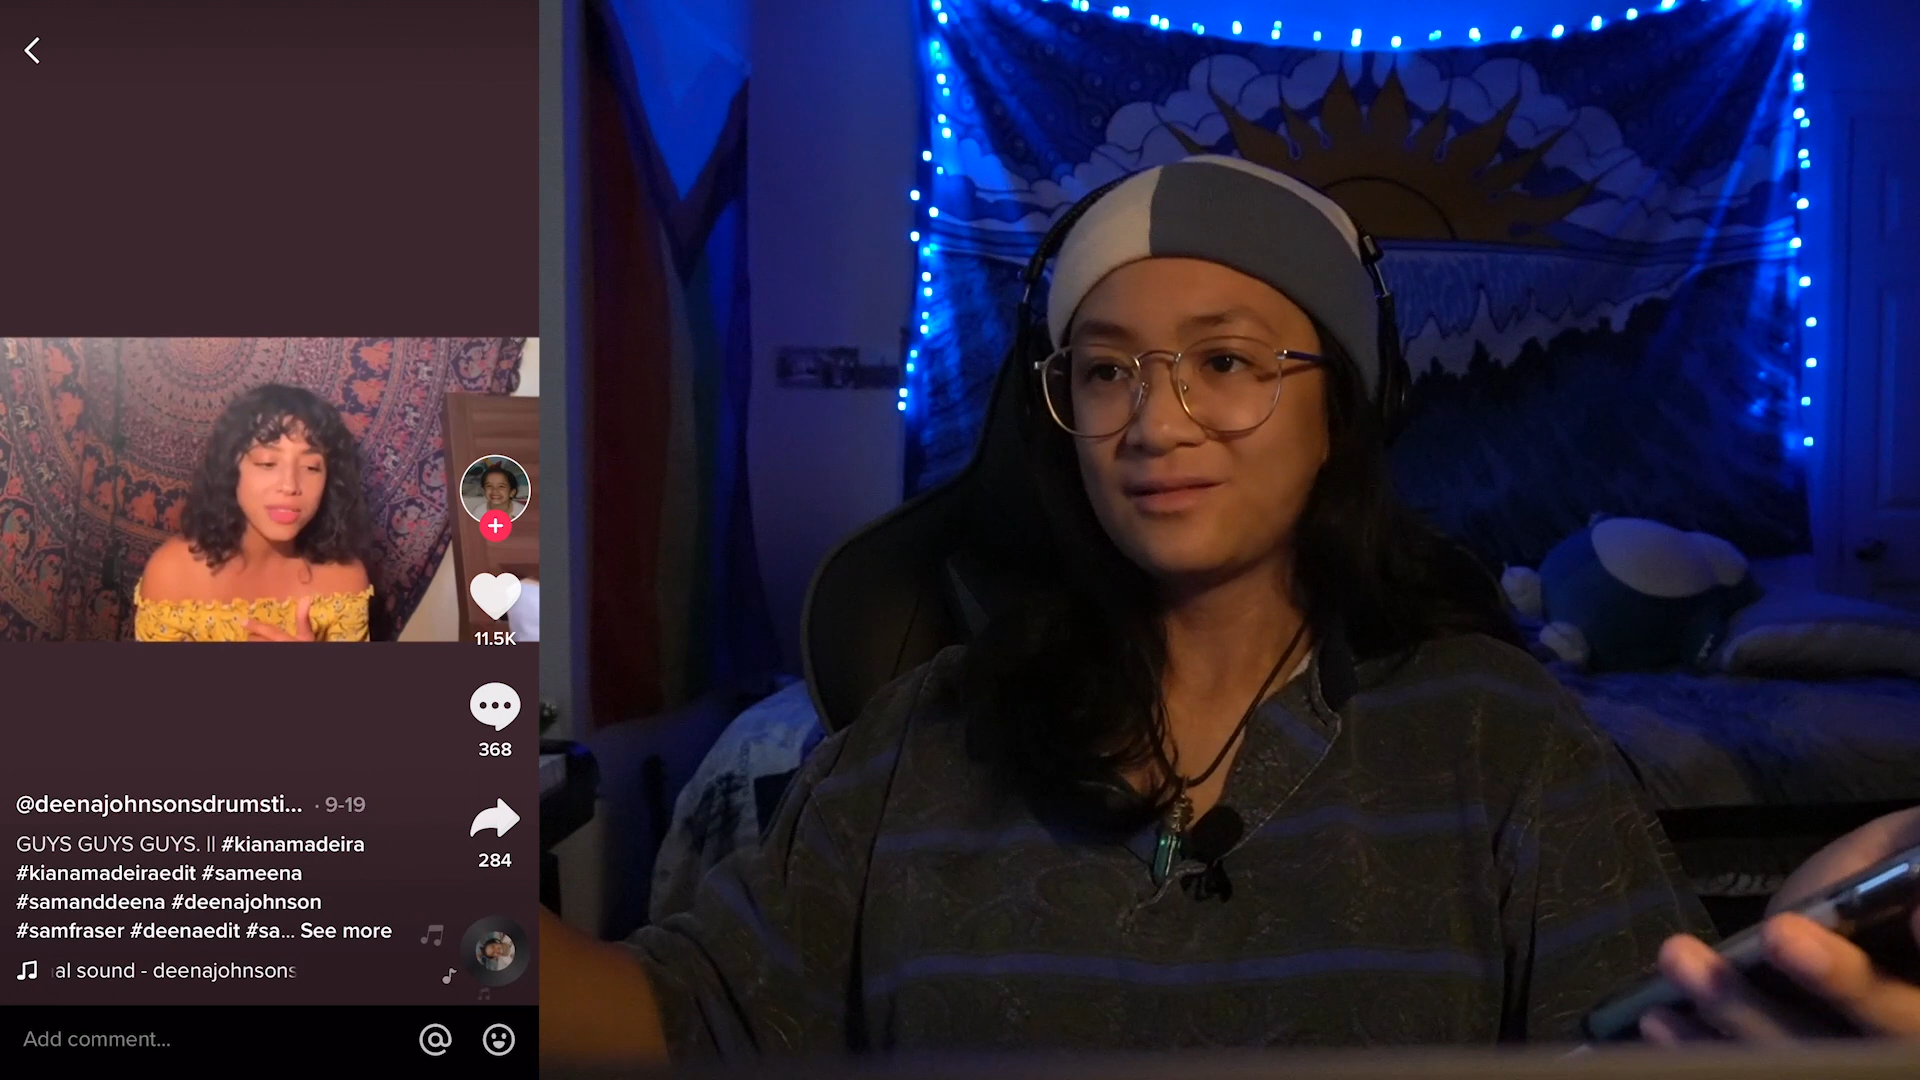 11.5K
368
@deenajohnsonsdrumsti... · 9-19
GUYS GUYS GUYS. || #kianamadeira
#kianamadeiraedit #sameena
#samanddeena #deenajohnson
#samfraser #deenaedit #sa... See more
284
al sound - deenajohnsons
Add comment...